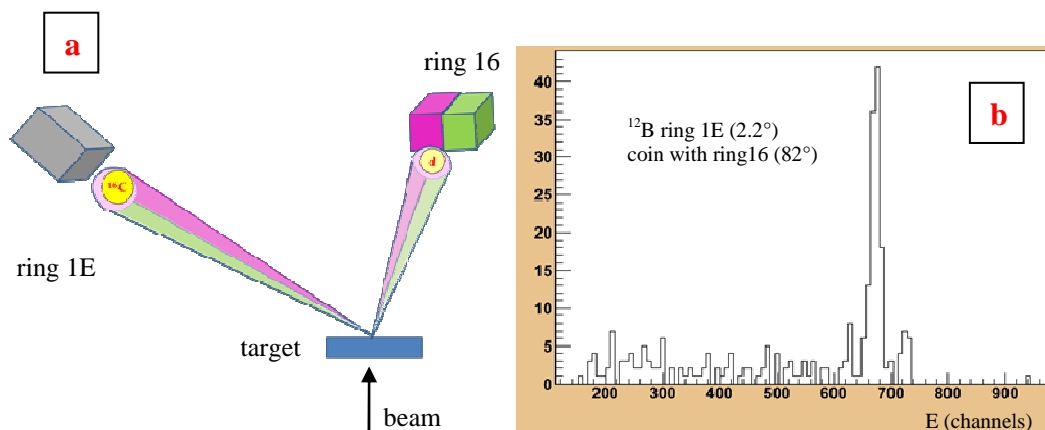 a
ring 16
¹⁶C
d
ring 1E
target
beam
b
¹²B ring 1E (2.2°)
coin with ring16 (82°)
40
35
30
25
20
15
10
5
0
200 300 400 500 600 700 800 900
E (channels)